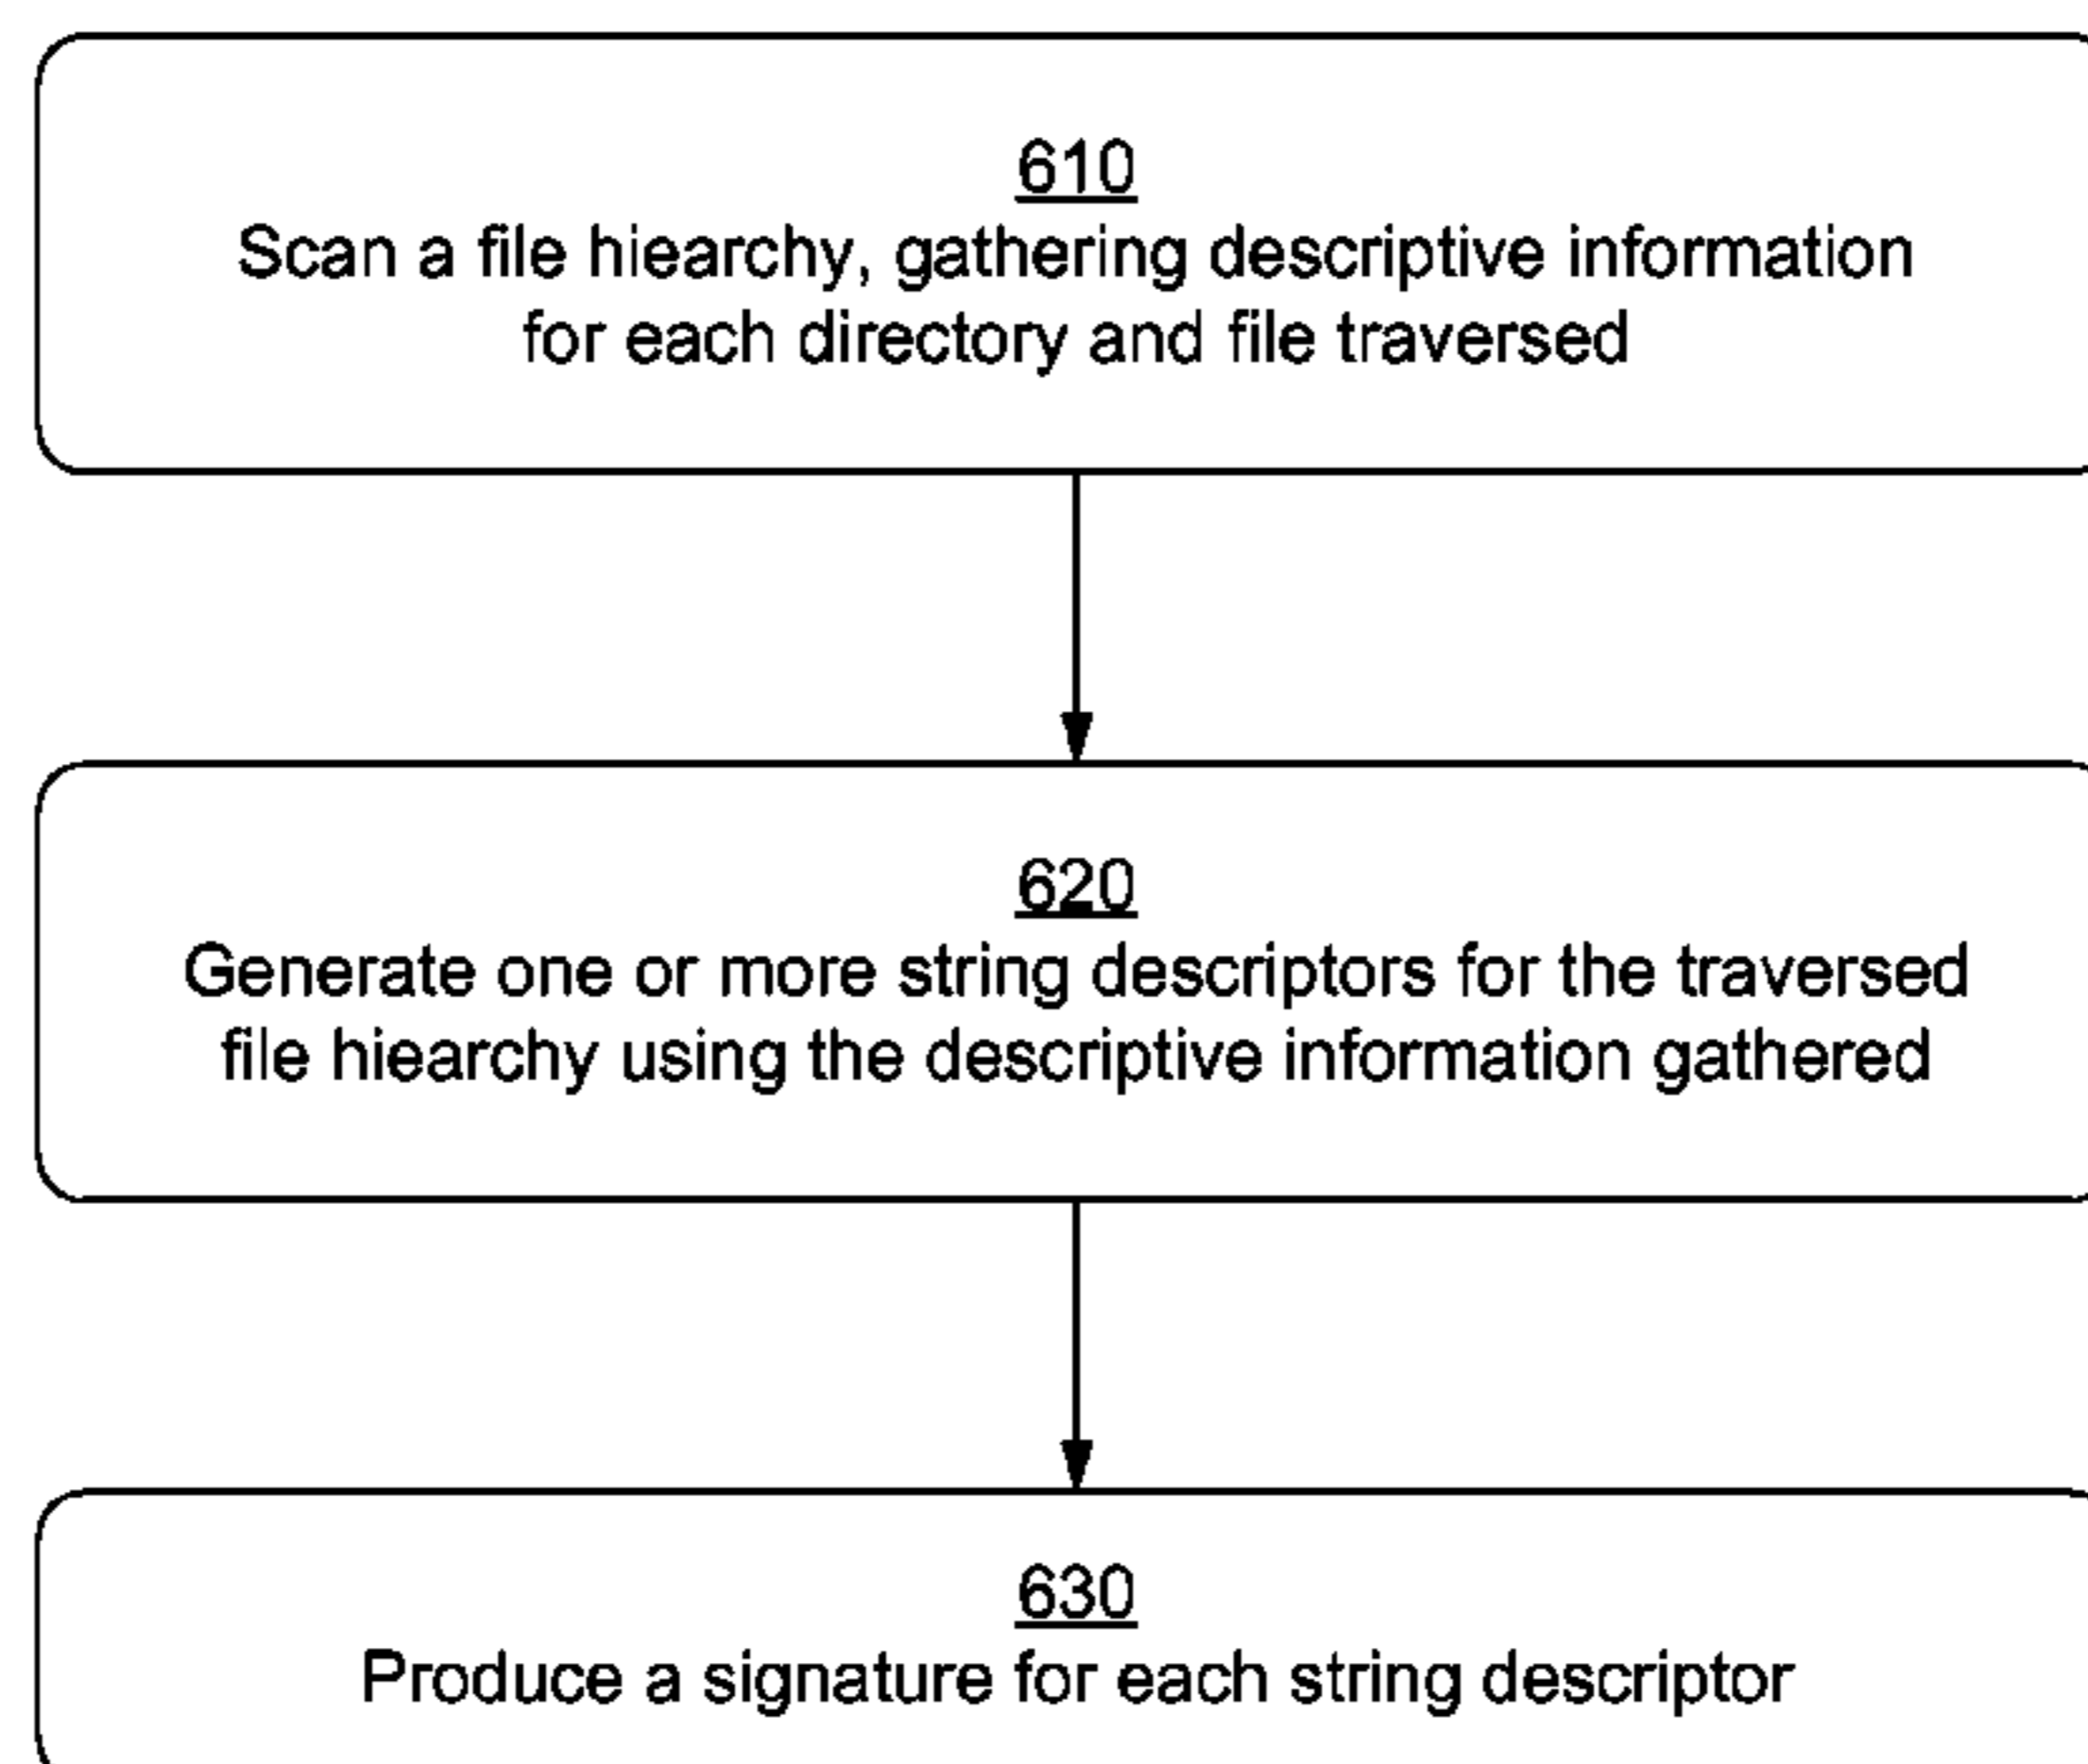 610
Scan a file hiearchy, gathering descriptive information
for each directory and file traversed
620
Generate one or more string descriptors for the traversed
file hiearchy using the descriptive information gathered
630
Produce a signature for each string descriptor